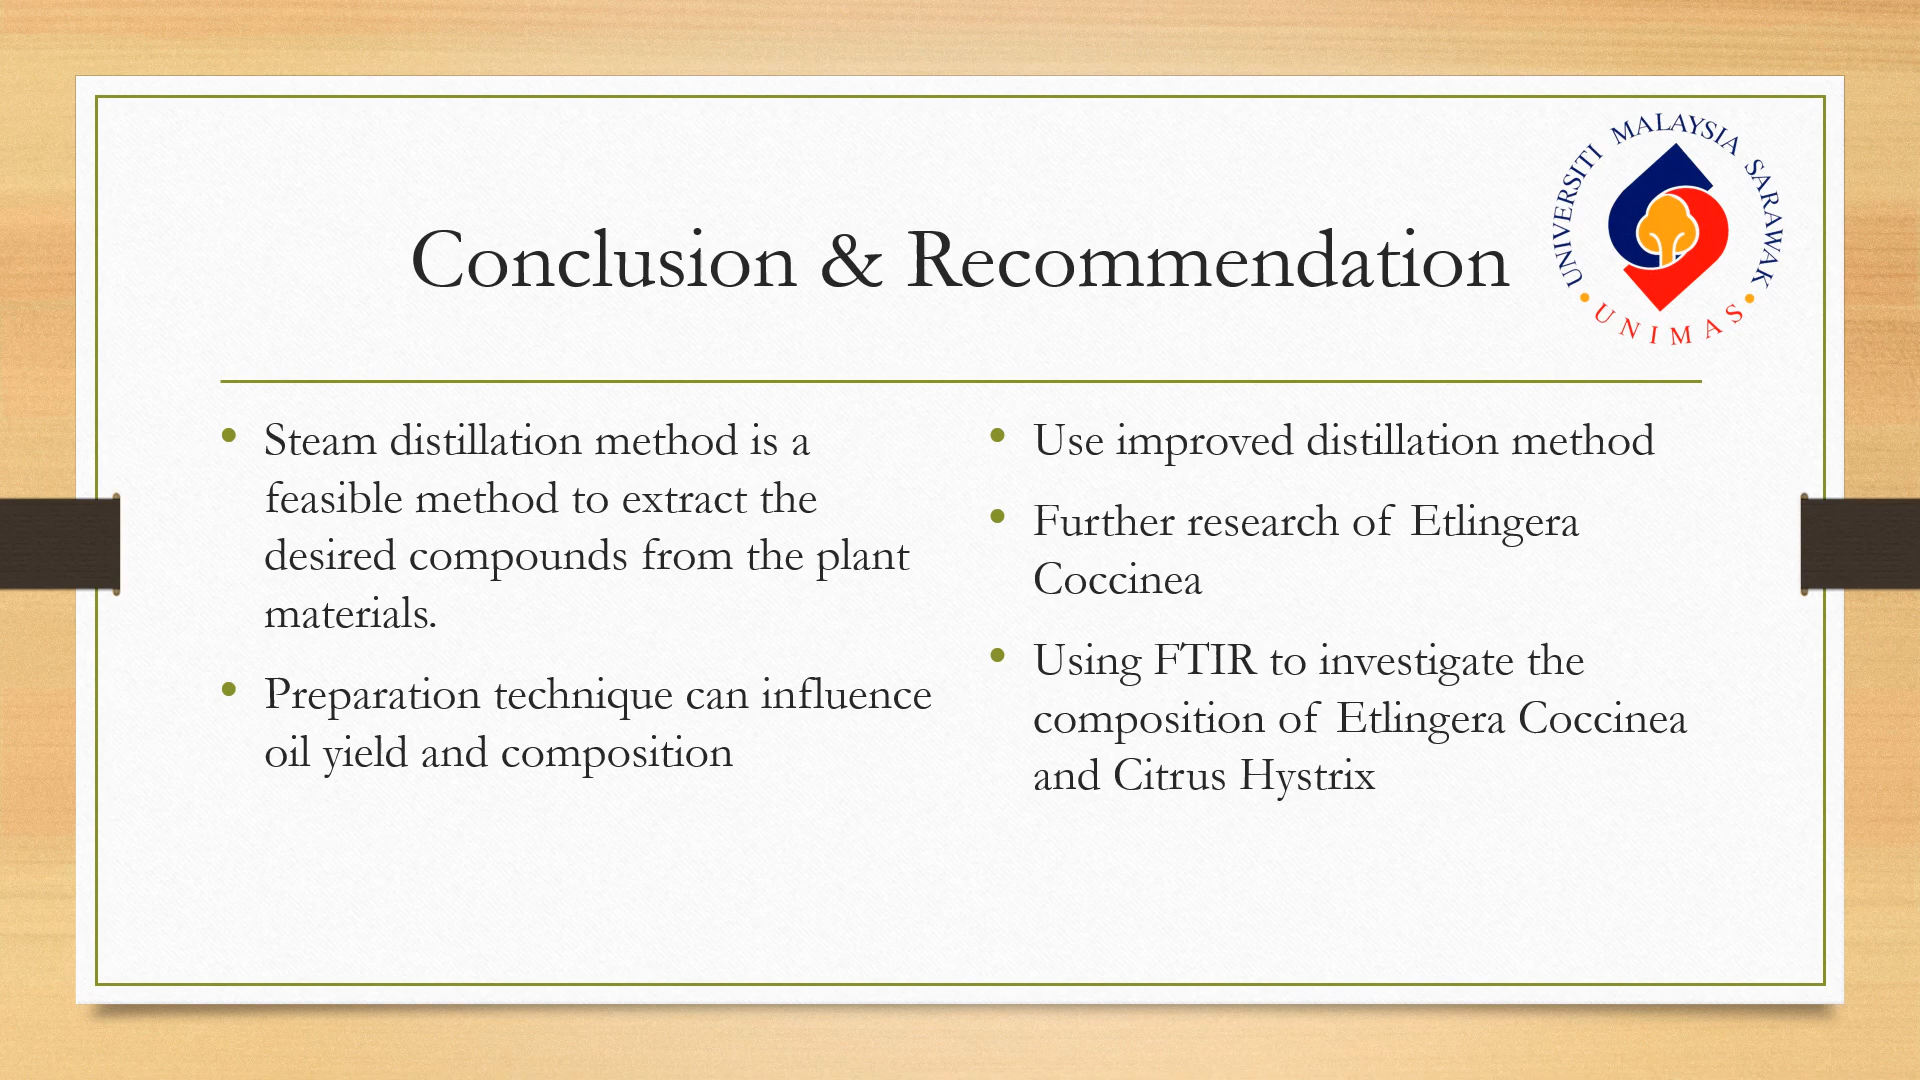 UNIVERSITI MALAYSIA SARAWAK
• UNIMAS •
Conclusion & Recommendation
• Steam distillation method is a
feasible method to extract the
desired compounds from the plant
materials.
• Preparation technique can influence
oil yield and composition
• Use improved distillation method
• Further research of Etlingera
Coccinea
• Using FTIR to investigate the
composition of Etlingera Coccinea
and Citrus Hystrix